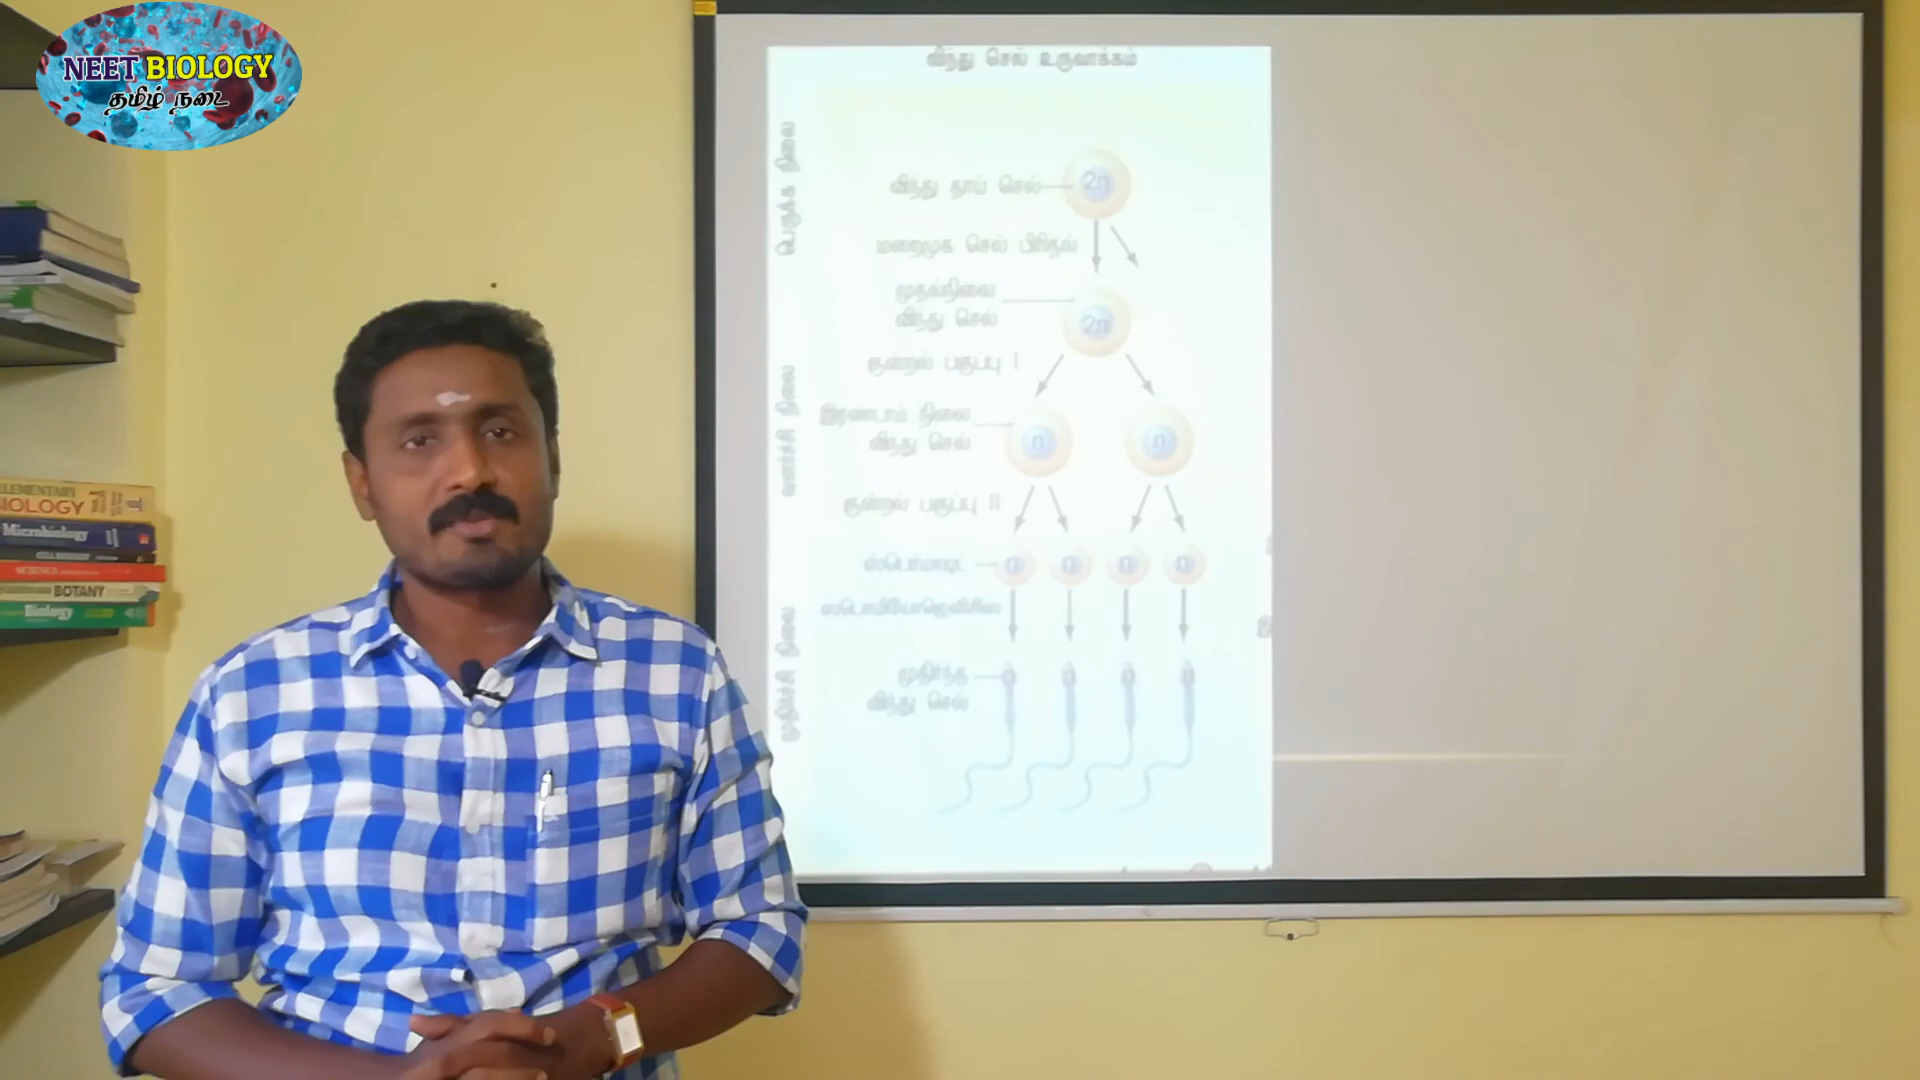 NEET BIOLOGY
தமிழ் நடை
விந்து செல் உருவாக்கம்
பெருக்க நிலை
விந்து தாய் செல்
2n
மறைமுக செல் பிரிதல்
முதல்நிலை
விந்து செல்
2n
குன்றல் பகுப்பு I
வளர்ச்சி நிலை
இரண்டாம் நிலை
விந்து செல்
n n
குன்றல் பகுப்பு II
ஸ்பெர்மாடிட்
n n n n
முதிர்ச்சி நிலை
முதிர்ந்த
விந்து செல்
ELEMENTARY
BIOLOGY
Microbiology
SCIENCE
BOTANY
Biology